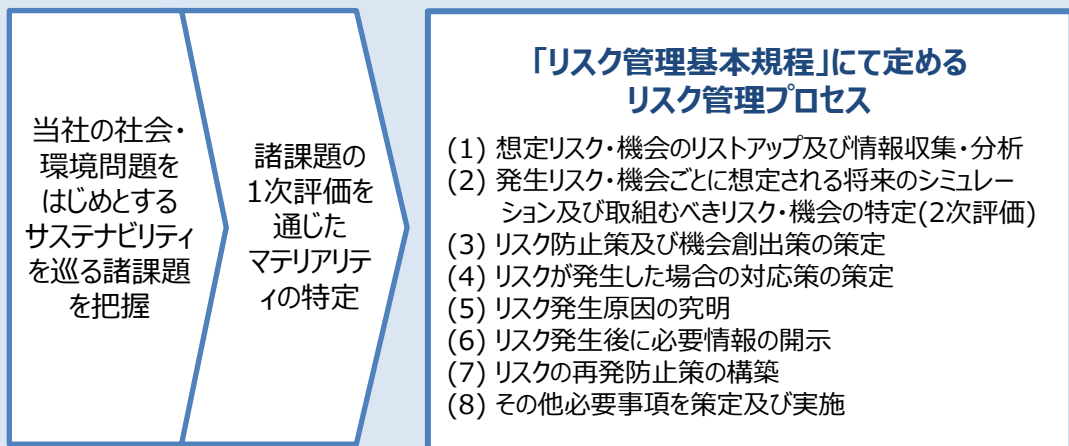 当社の社会・
環境問題を
はじめとする
サステナビリティ
を巡る諸課題
を把握
諸課題の
1次評価を
通じた
マテリアリテ
ィの特定
「リスク管理基本規程」にて定める
リスク管理プロセス
(1) 想定リスク・機会のリストアップ及び情報収集・分析
(2) 発生リスク・機会ごとに想定される将来のシミュレー
ション及び取組むべきリスク・機会の特定(2次評価)
(3) リスク防止策及び機会創出策の策定
(4) リスクが発生した場合の対応策の策定
(5) リスク発生原因の究明
(6) リスク発生後に必要情報の開示
(7) リスクの再発防止策の構築
(8) その他必要事項を策定及び実施